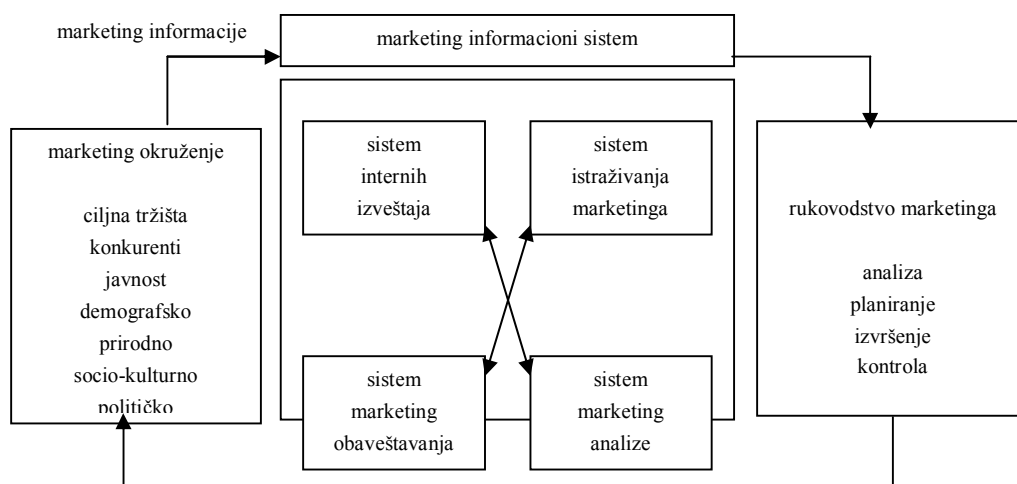 marketing informacije
marketing informacioni sistem
marketing okruženje
ciljna tržišta
konkurenti
javnost
demografsko
prirodno
socio-kulturno
političko
sistem
internih
izveštaja
sistem
istraživanja
marketinga
sistem
marketing
obaveštavanja
sistem
marketing
analize
rukovodstvo marketinga
analiza
planiranje
izvršenje
kontrola